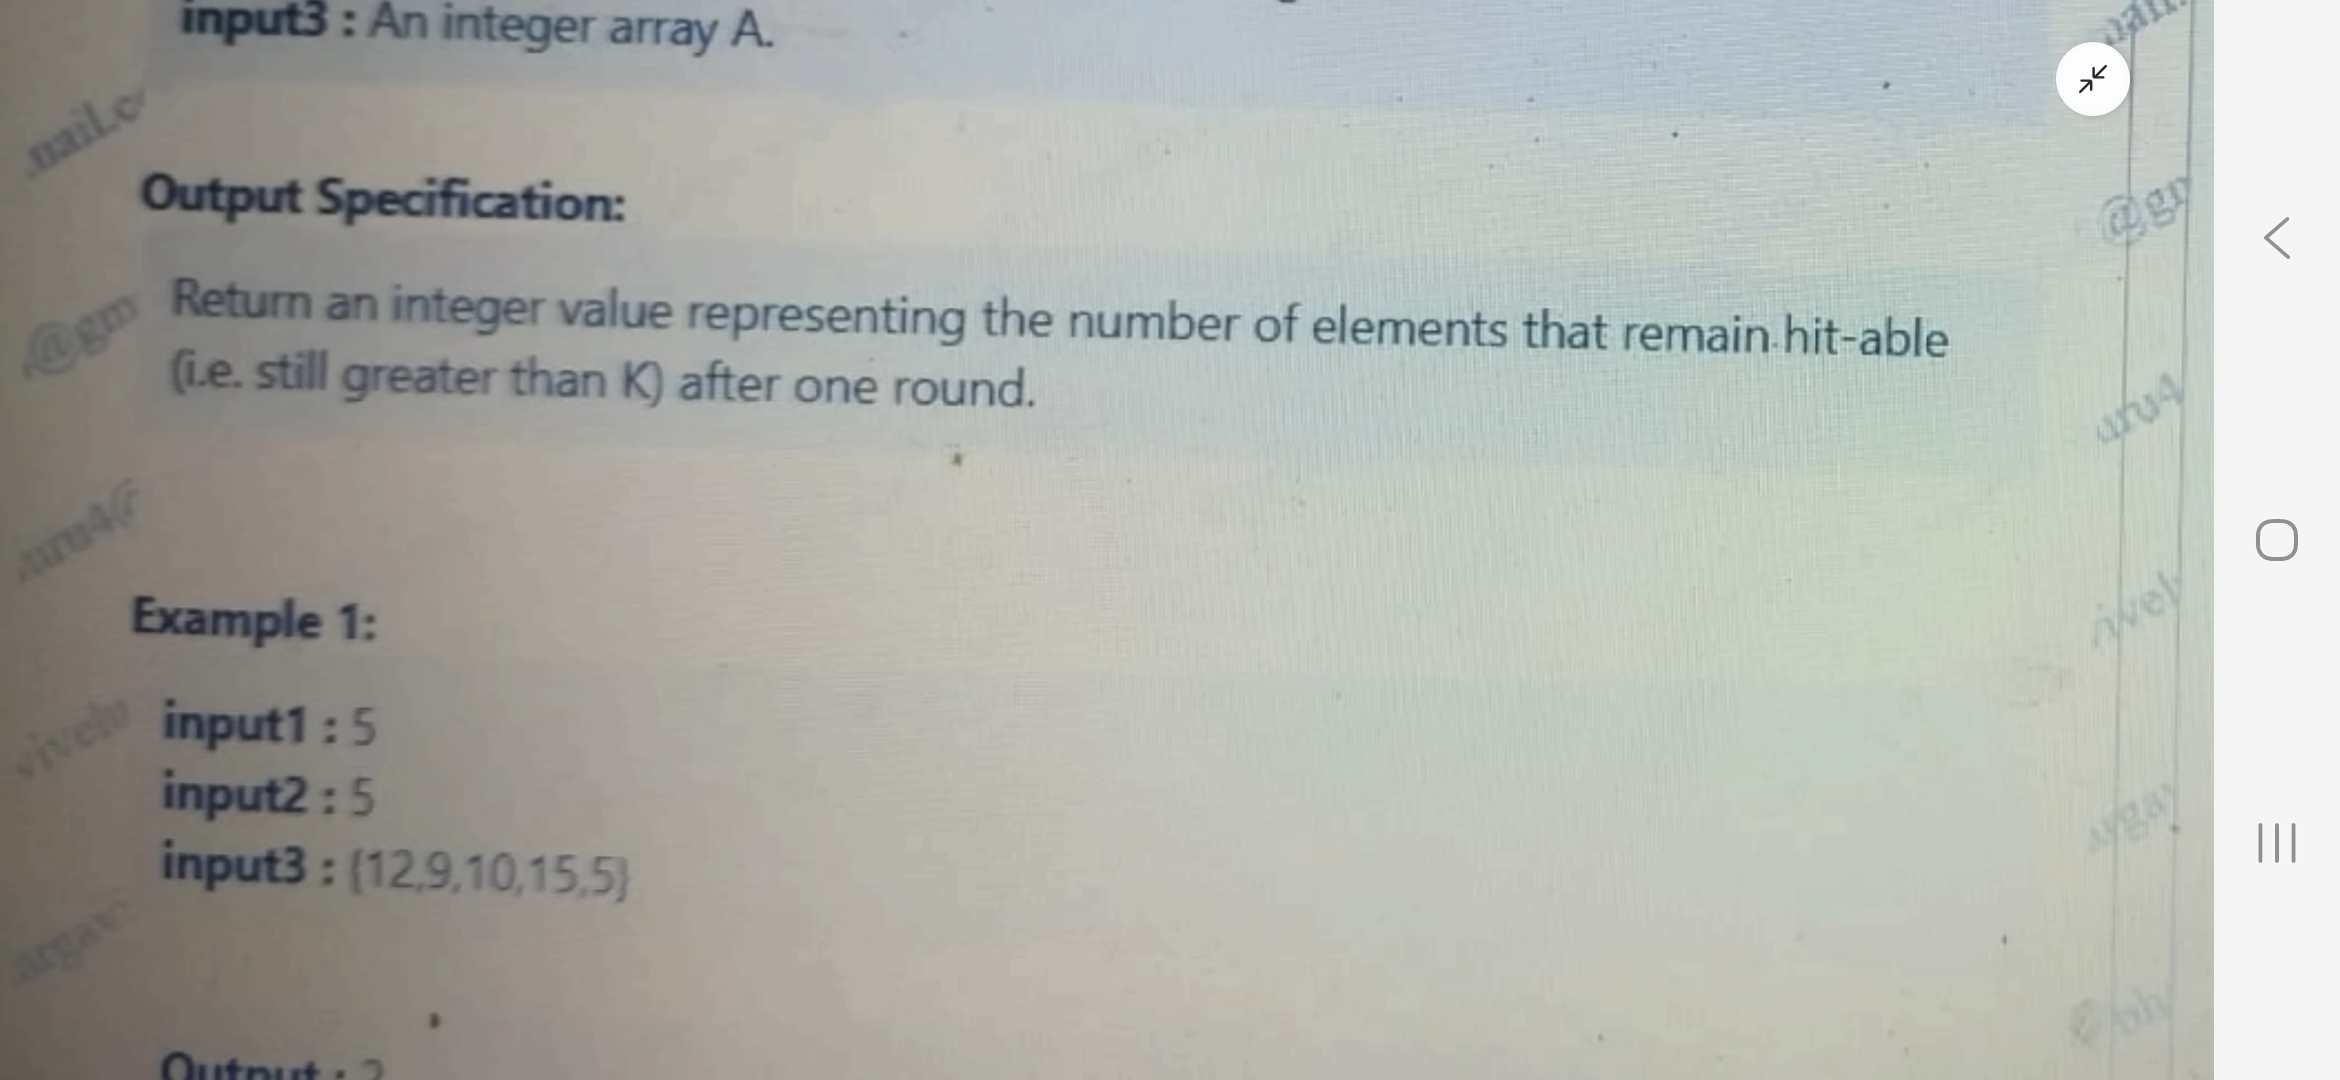 input3 : An integer array A.
Output Specification:
Return an integer value representing the number of elements that remain hit-able
(i.e. still greater than K) after one round.
Example 1:
input1 : 5
input2 : 5
input3 : {12,9,10,15,5}
Output :